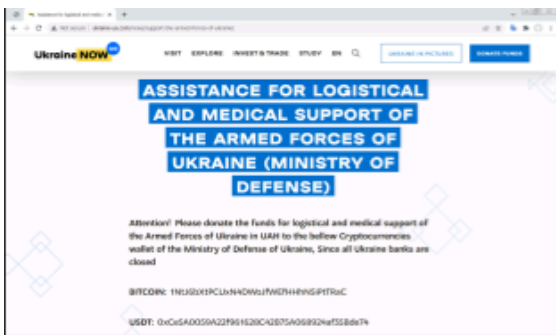 Not secure
Ukraine NOW UA
VISIT EXPLORE INVEST & TRADE STUDY EN
UKRAINE IN PICTURES
DONATE FUNDS
ASSISTANCE FOR LOGISTICAL
AND MEDICAL SUPPORT OF
THE ARMED FORCES OF
UKRAINE (MINISTRY OF
DEFENSE)
Attention! Please donate the funds for logistical and medical support of
the Armed Forces of Ukraine in UAH to the bellow Cryptocurrencies
wallet of the Ministry of Defense of Ukraine, Since all Ukraine banks are
closed
BITCOIN:
USDT: